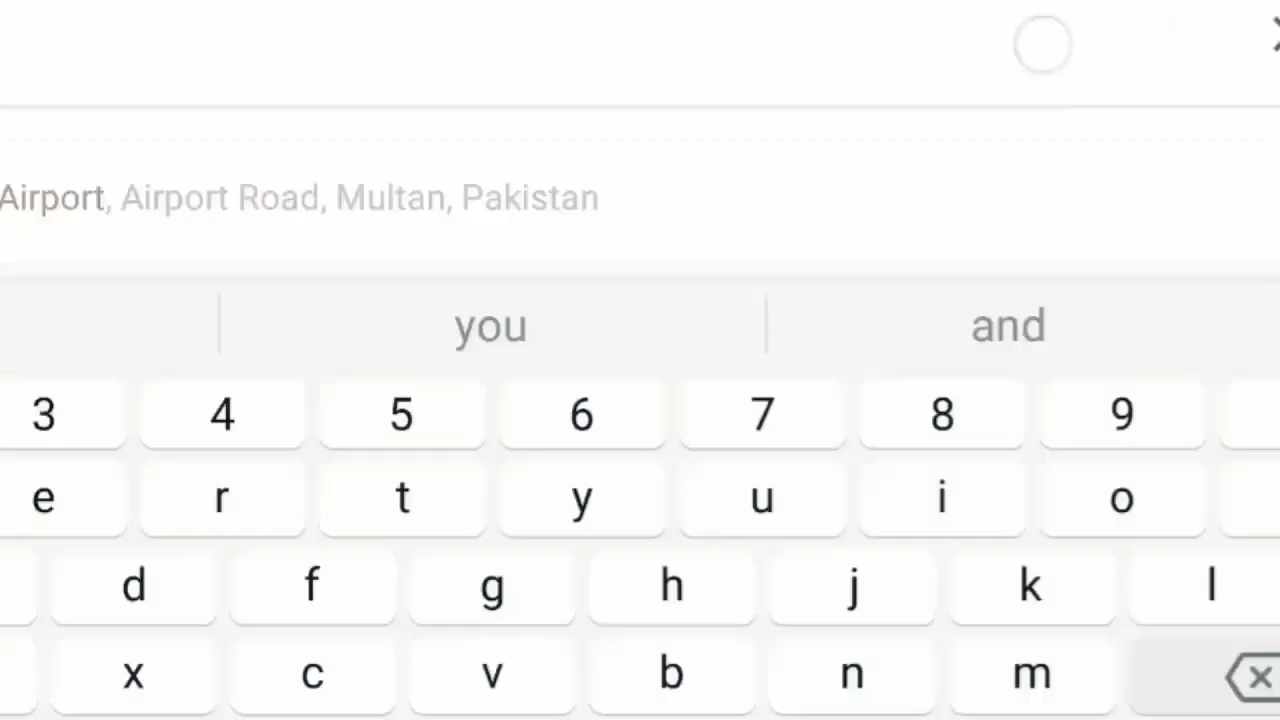 Airport, Airport Road, Multan, Pakistan
you and
3 4 5 6 7 8 9
e r t y u i o
d f g h j k l
x c v b n m